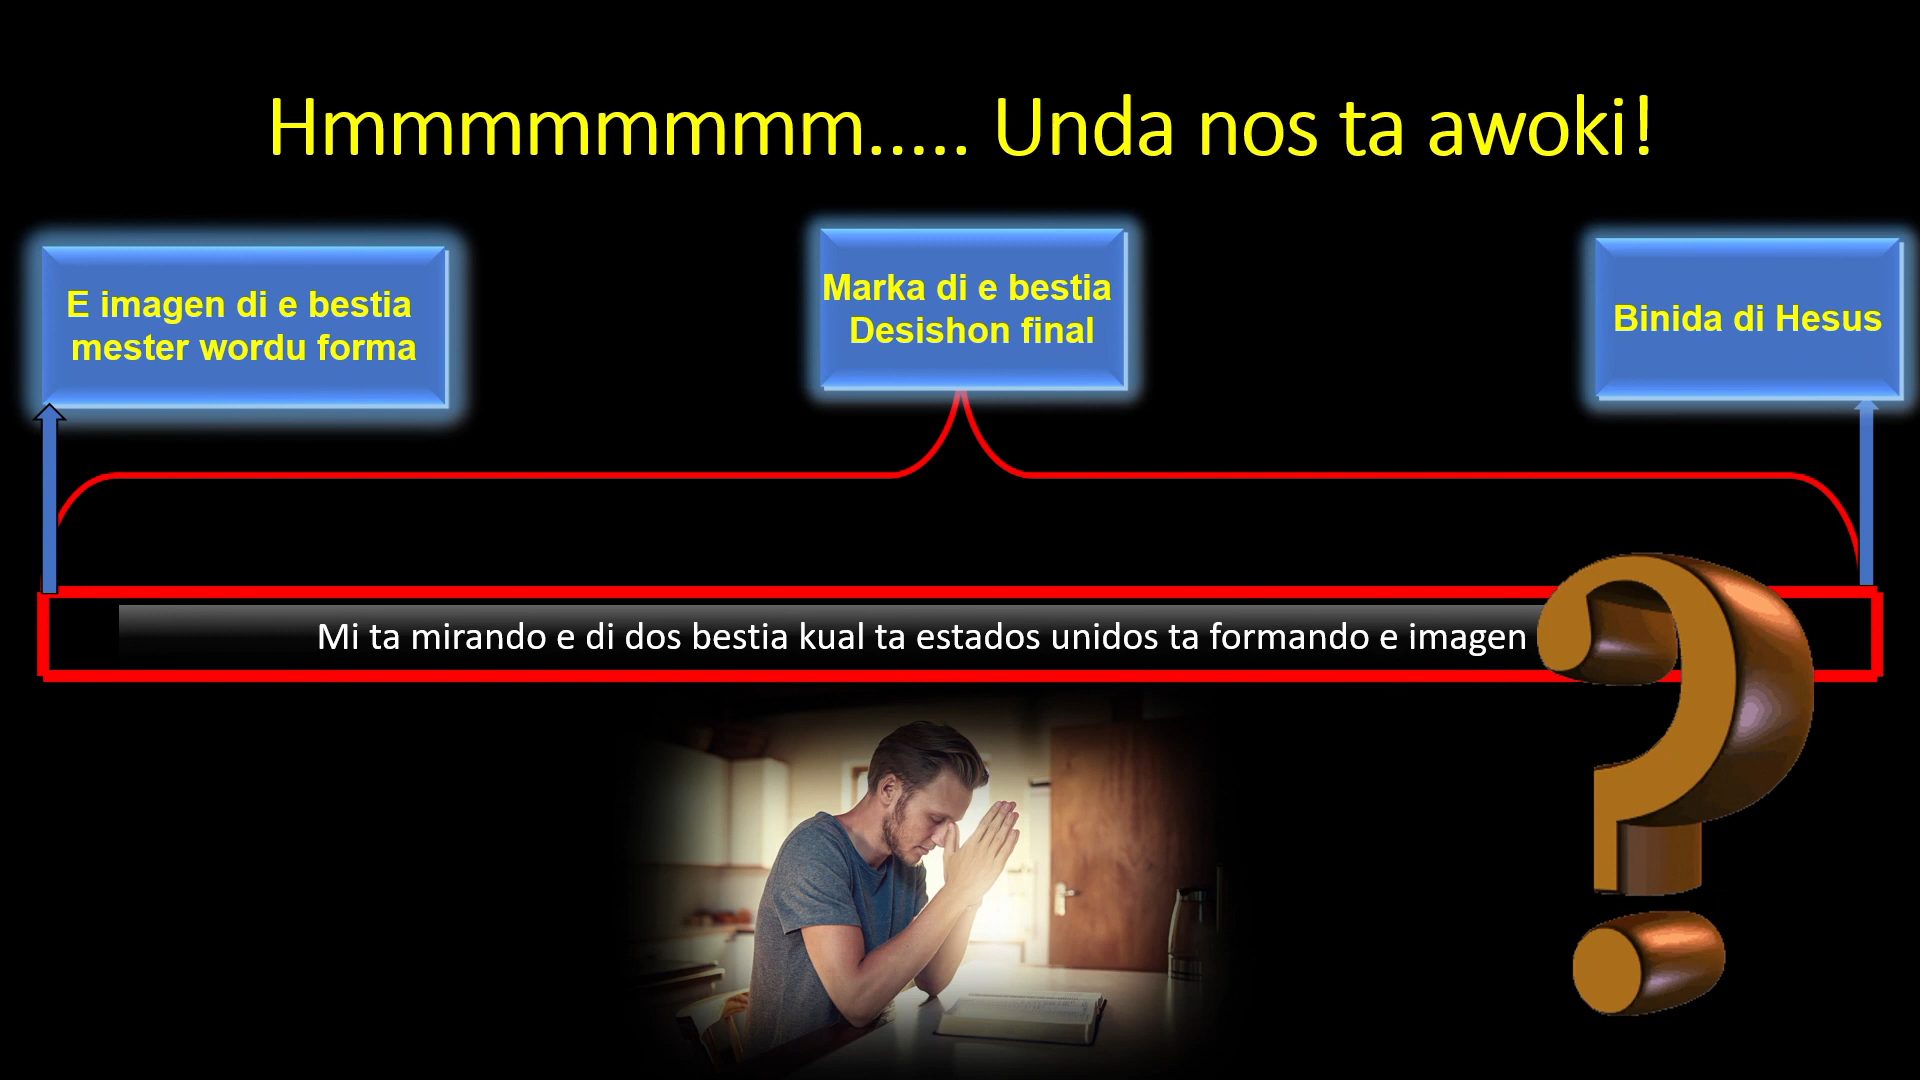 Hmmmmmmmm..... Unda nos ta awoki!
E imagen di e bestia
mester wordu forma
Marka di e bestia
Desishon final
Binida di Hesus
Mi ta mirando e di dos bestia kual ta estados unidos ta formando e imagen
?